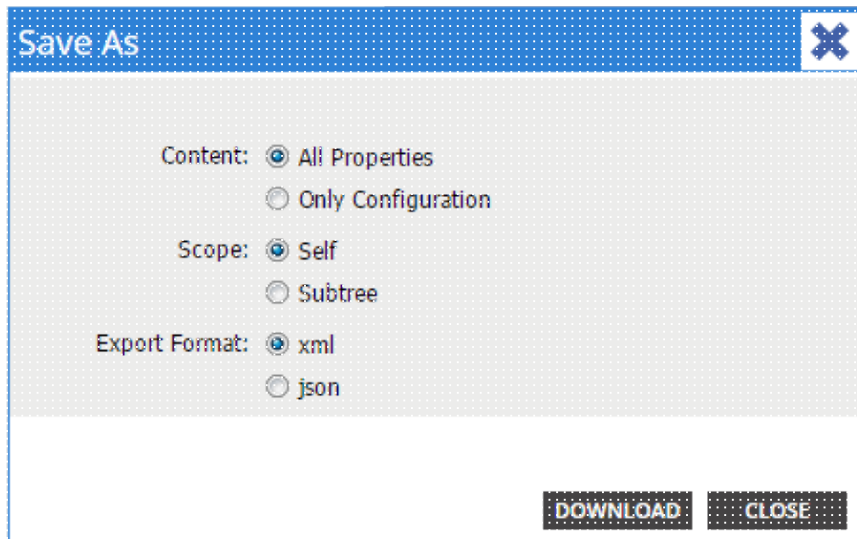 Save As
Content: All Properties
Only Configuration
Scope: Self
Subtree
Export Format: xml
json
DOWNLOAD CLOSE